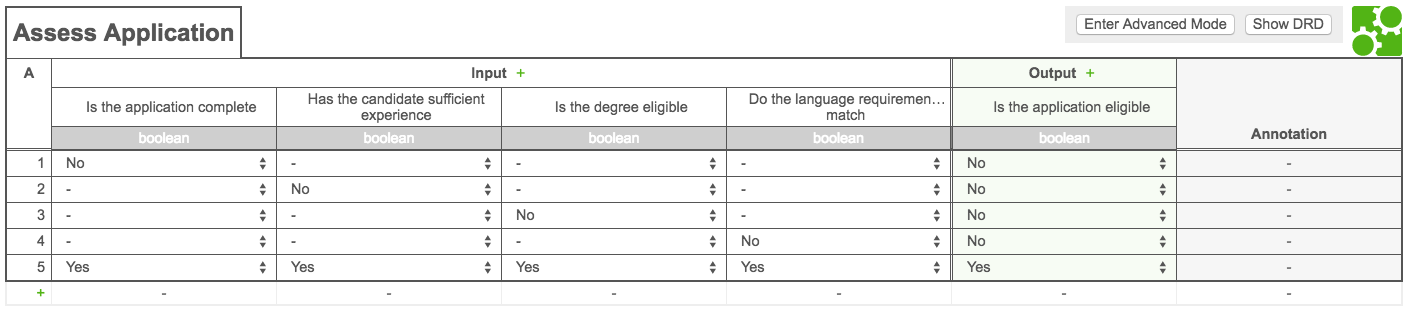 Assess Application
Enter Advanced Mode Show DRD
A Input + Output + Annotation
Is the application complete
Has the candidate sufficient
experience
Is the degree eligible
Do the language requiremen…
match
Is the application eligible
boolean boolean boolean boolean boolean
1 No - - - No -
2 - No - - No -
3 - - No - No -
4 - - - No No -
5 Yes Yes Yes Yes Yes -
+ - - - - - -